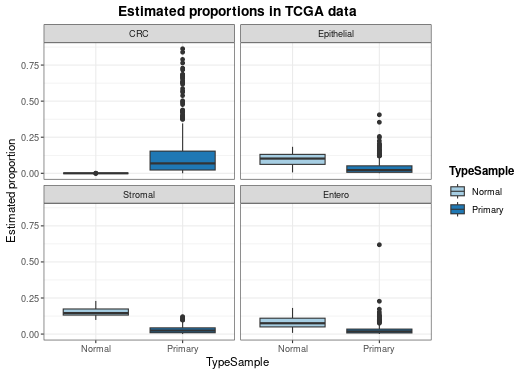 Estimated proportions in TCGA data
CRC
Epithelial
0.75
0.50
0.25
0.00
Stromal
Entero
0.75
0.50
0.25
0.00
Normal
Primary
Normal
Primary
TypeSample
Estimated proportion
TypeSample
Normal
Primary